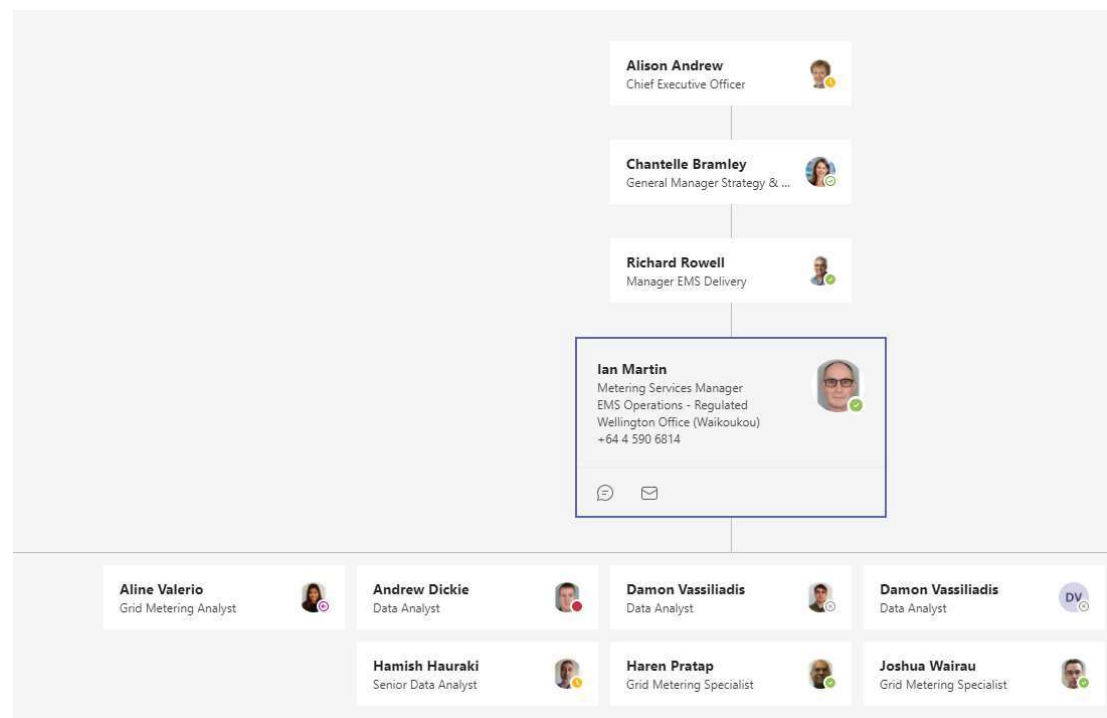 Alison Andrew
Chief Executive Officer
Chantelle Bramley
General Manager Strategy & ...
Richard Rowell
Manager EMS Delivery
Ian Martin
Metering Services Manager
EMS Operations - Regulated
Wellington Office (Waikoukou)
+64 4 590 6814
Aline Valerio
Grid Metering Analyst
Andrew Dickie
Data Analyst
Damon Vassiliadis
Data Analyst
Damon Vassiliadis
Data Analyst
DV
Hamish Hauraki
Senior Data Analyst
Haren Pratap
Grid Metering Specialist
Joshua Wairau
Grid Metering Specialist